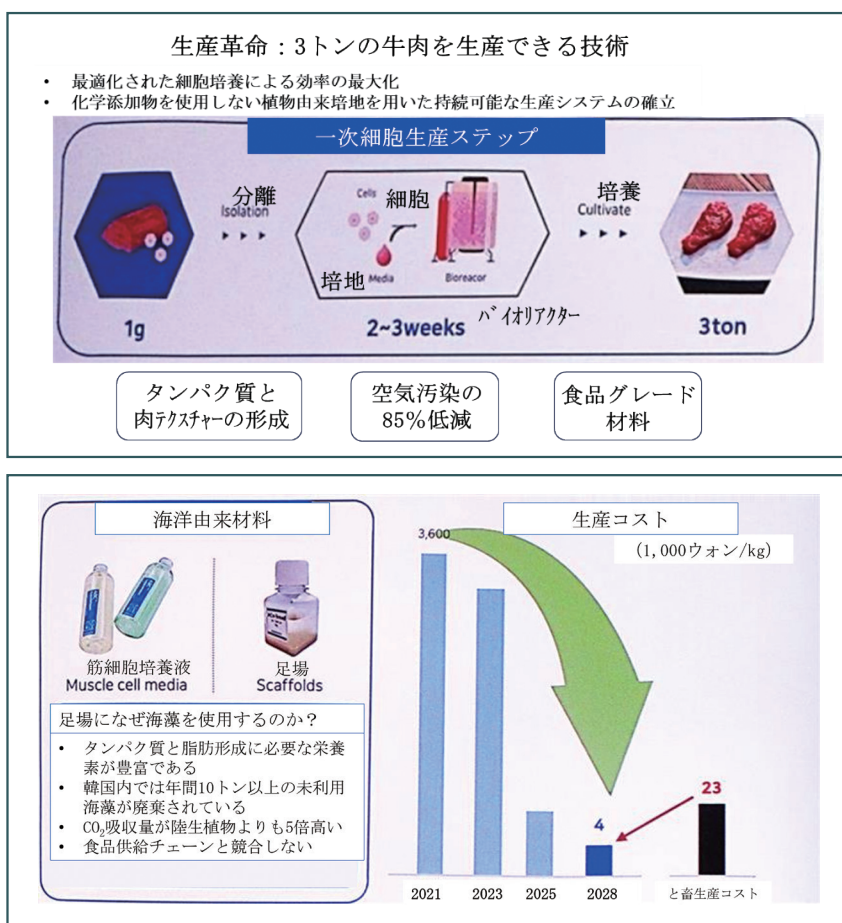 生産革命：3トンの牛肉を生産できる技術
• 最適化された細胞培養による効率の最大化
• 化学添加物を使用しない植物由来培地を用いた持続可能な生産システムの確立
一次細胞生産ステップ
分離
Isolation
Cells
細胞
培地
Media
Bioreacor
バイオリアクター
培養
Cultivate
1g
2~3weeks
3ton
タンパク質と
肉テクスチャーの形成
空気汚染の
85%低減
食品グレード
材料
海洋由来材料
筋細胞培養液
Muscle cell media
足場
Scaffolds
足場になぜ海藻を使用するのか？
• タンパク質と脂肪形成に必要な栄養
素が豊富である
• 韓国内では年間10トン以上の未利用
海藻が廃棄されている
• CO₂吸収量が陸生植物よりも5倍高い
• 食品供給チェーンと競合しない
生産コスト
(1,000ウォン/kg)
3,600
4
23
2021
2023
2025
2028
と畜生産コスト